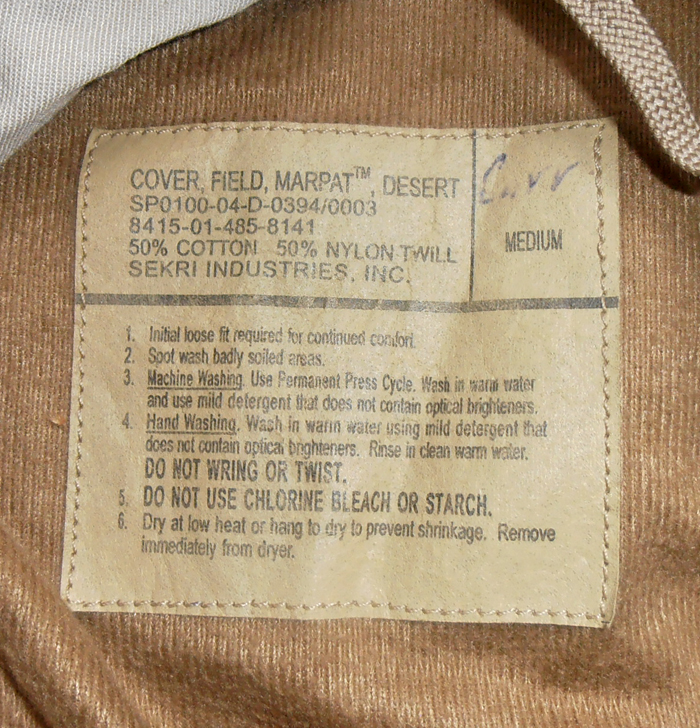 COVER, FIELD, MARPAT™, DESERT
SP0100-04-D-0394/0003
8415-01-485-8141
50% COTTON 50% NYLON TWILL
SEKRI INDUSTRIES, INC.
MEDIUM
1. Initial loose fit required for continued comfort.
2. Spot wash badly soiled areas.
3. Machine Washing. Use Permanent Press Cycle. Wash in warm water
and use mild detergent that does not contain optical brighteners.
4. Hand Washing. Wash in warm water using mild detergent that
does not contain optical brighteners. Rinse in clean warm water.
DO NOT WRING OR TWIST.
5. DO NOT USE CHLORINE BLEACH OR STARCH.
6. Dry at low heat or hang to dry to prevent shrinkage. Remove
immediately from dryer.